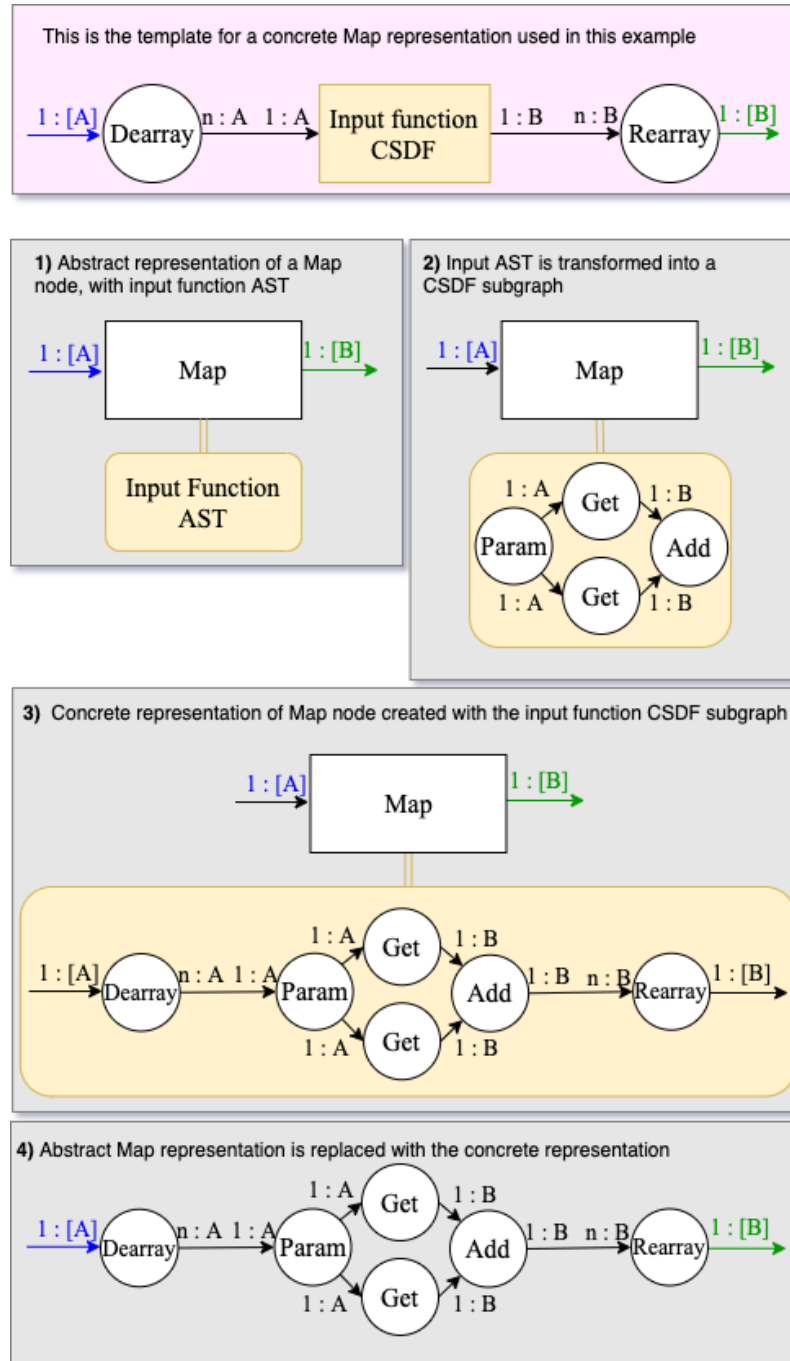 This is the template for a concrete Map representation used in this example
1 : [A]
Dearray
n : A
1 : A
Input function
CSDF
1 : B
n : B
Rearray
1 : [B]
1) Abstract representation of a Map
node, with input function AST
1 : [A]
Map
1 : [B]
Input Function
AST
2) Input AST is transformed into a
CSDF subgraph
1 : [A]
Map
1 : [B]
1 : A
Get
1 : B
Param
Add
1 : A
Get
1 : B
3) Concrete representation of Map node created with the input function CSDF subgraph
1 : [A]
Map
1 : [B]
1 : [A]
Dearray
n : A
1 : A
Param
1 : A
Get
1 : B
1 : A
Get
1 : B
Add
1 : B
n : B
Rearray
1 : [B]
4) Abstract Map representation is replaced with the concrete representation
1 : [A]
Dearray
n : A
1 : A
Param
1 : A
Get
1 : B
1 : A
Get
1 : B
Add
1 : B
n : B
Rearray
1 : [B]